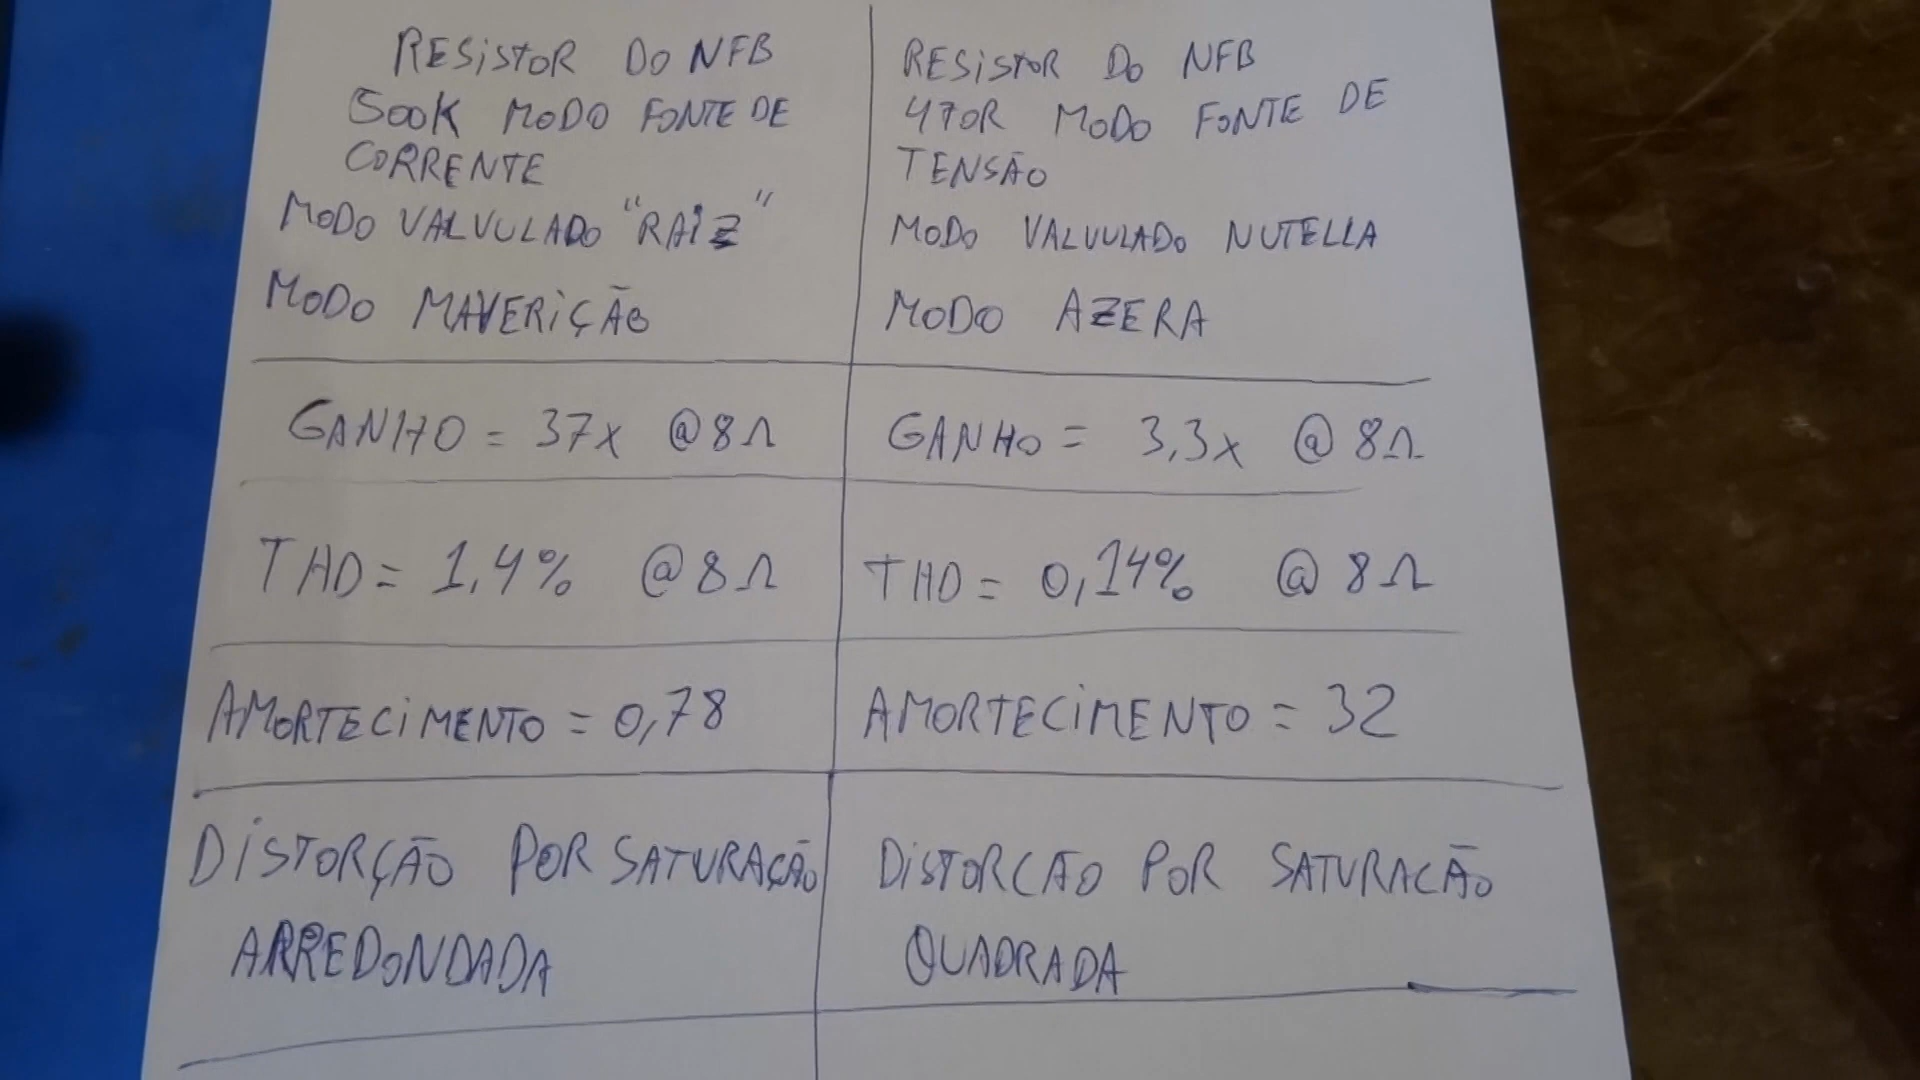 RESISTOR DO NFB
500K MODO FONTE DE
CORRENTE
MODO VALVULADO "RAIZ"
MODO MAVERIÇÃO
GANHO = 37x @8Ω
THD = 1,4% @8Ω
AMORTECIMENTO = 0,78
DISTORÇÃO POR SATURAÇÃO
ARREDONDADA
RESISTOR DO NFB
470R MODO FONTE DE
TENSÃO
MODO VALVULADO NUTELLA
MODO AZERA
GANHO = 3,3x @ 8Ω
THD = 0,14% @ 8Ω
AMORTECIMENTO = 32
DISTORCÃO POR SATURACÃO
QUADRADA